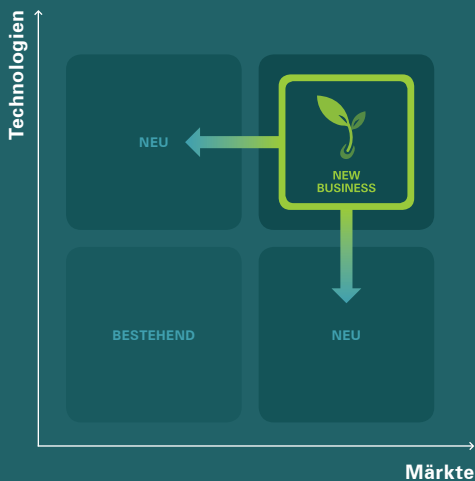 Technologien
NEU
NEW
BUSINESS
BESTEHEND
NEU
Märkte